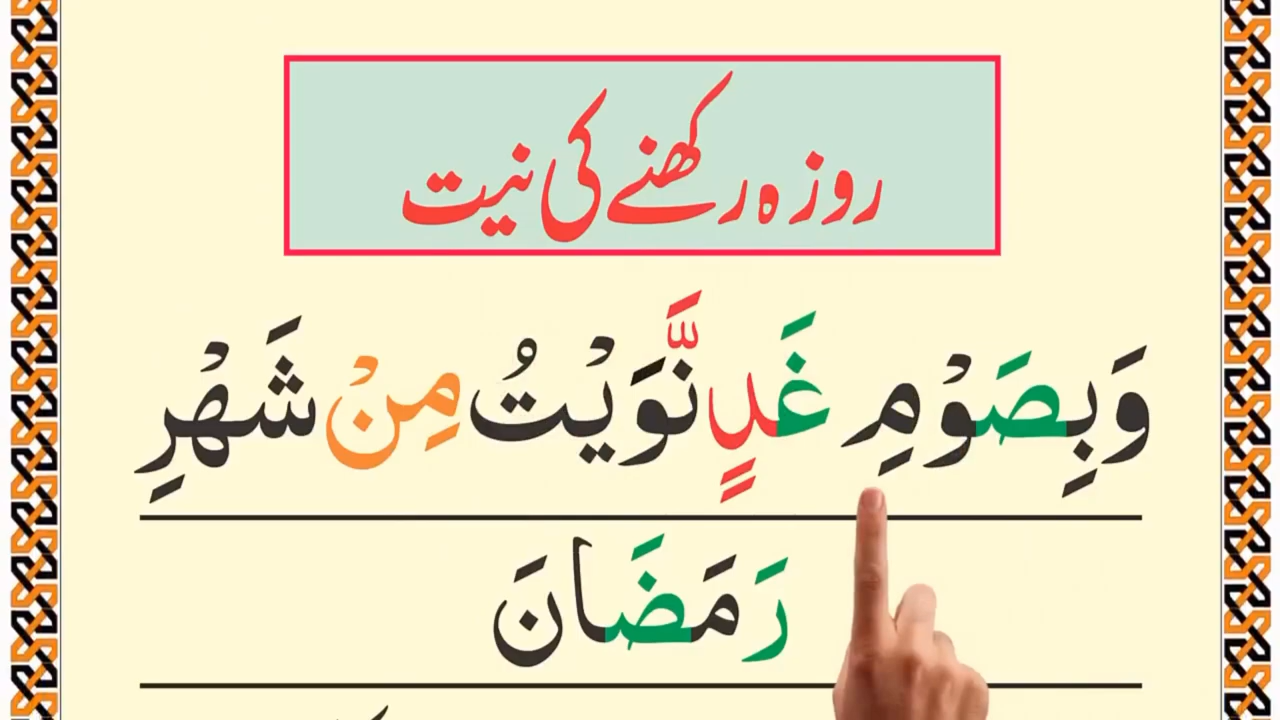 روزہ رکھنے کی نیت
وَبِصَوْمِ غَدٍ نَّوَيْتُ مِنْ شَهْرِ
رَمَضَانَ